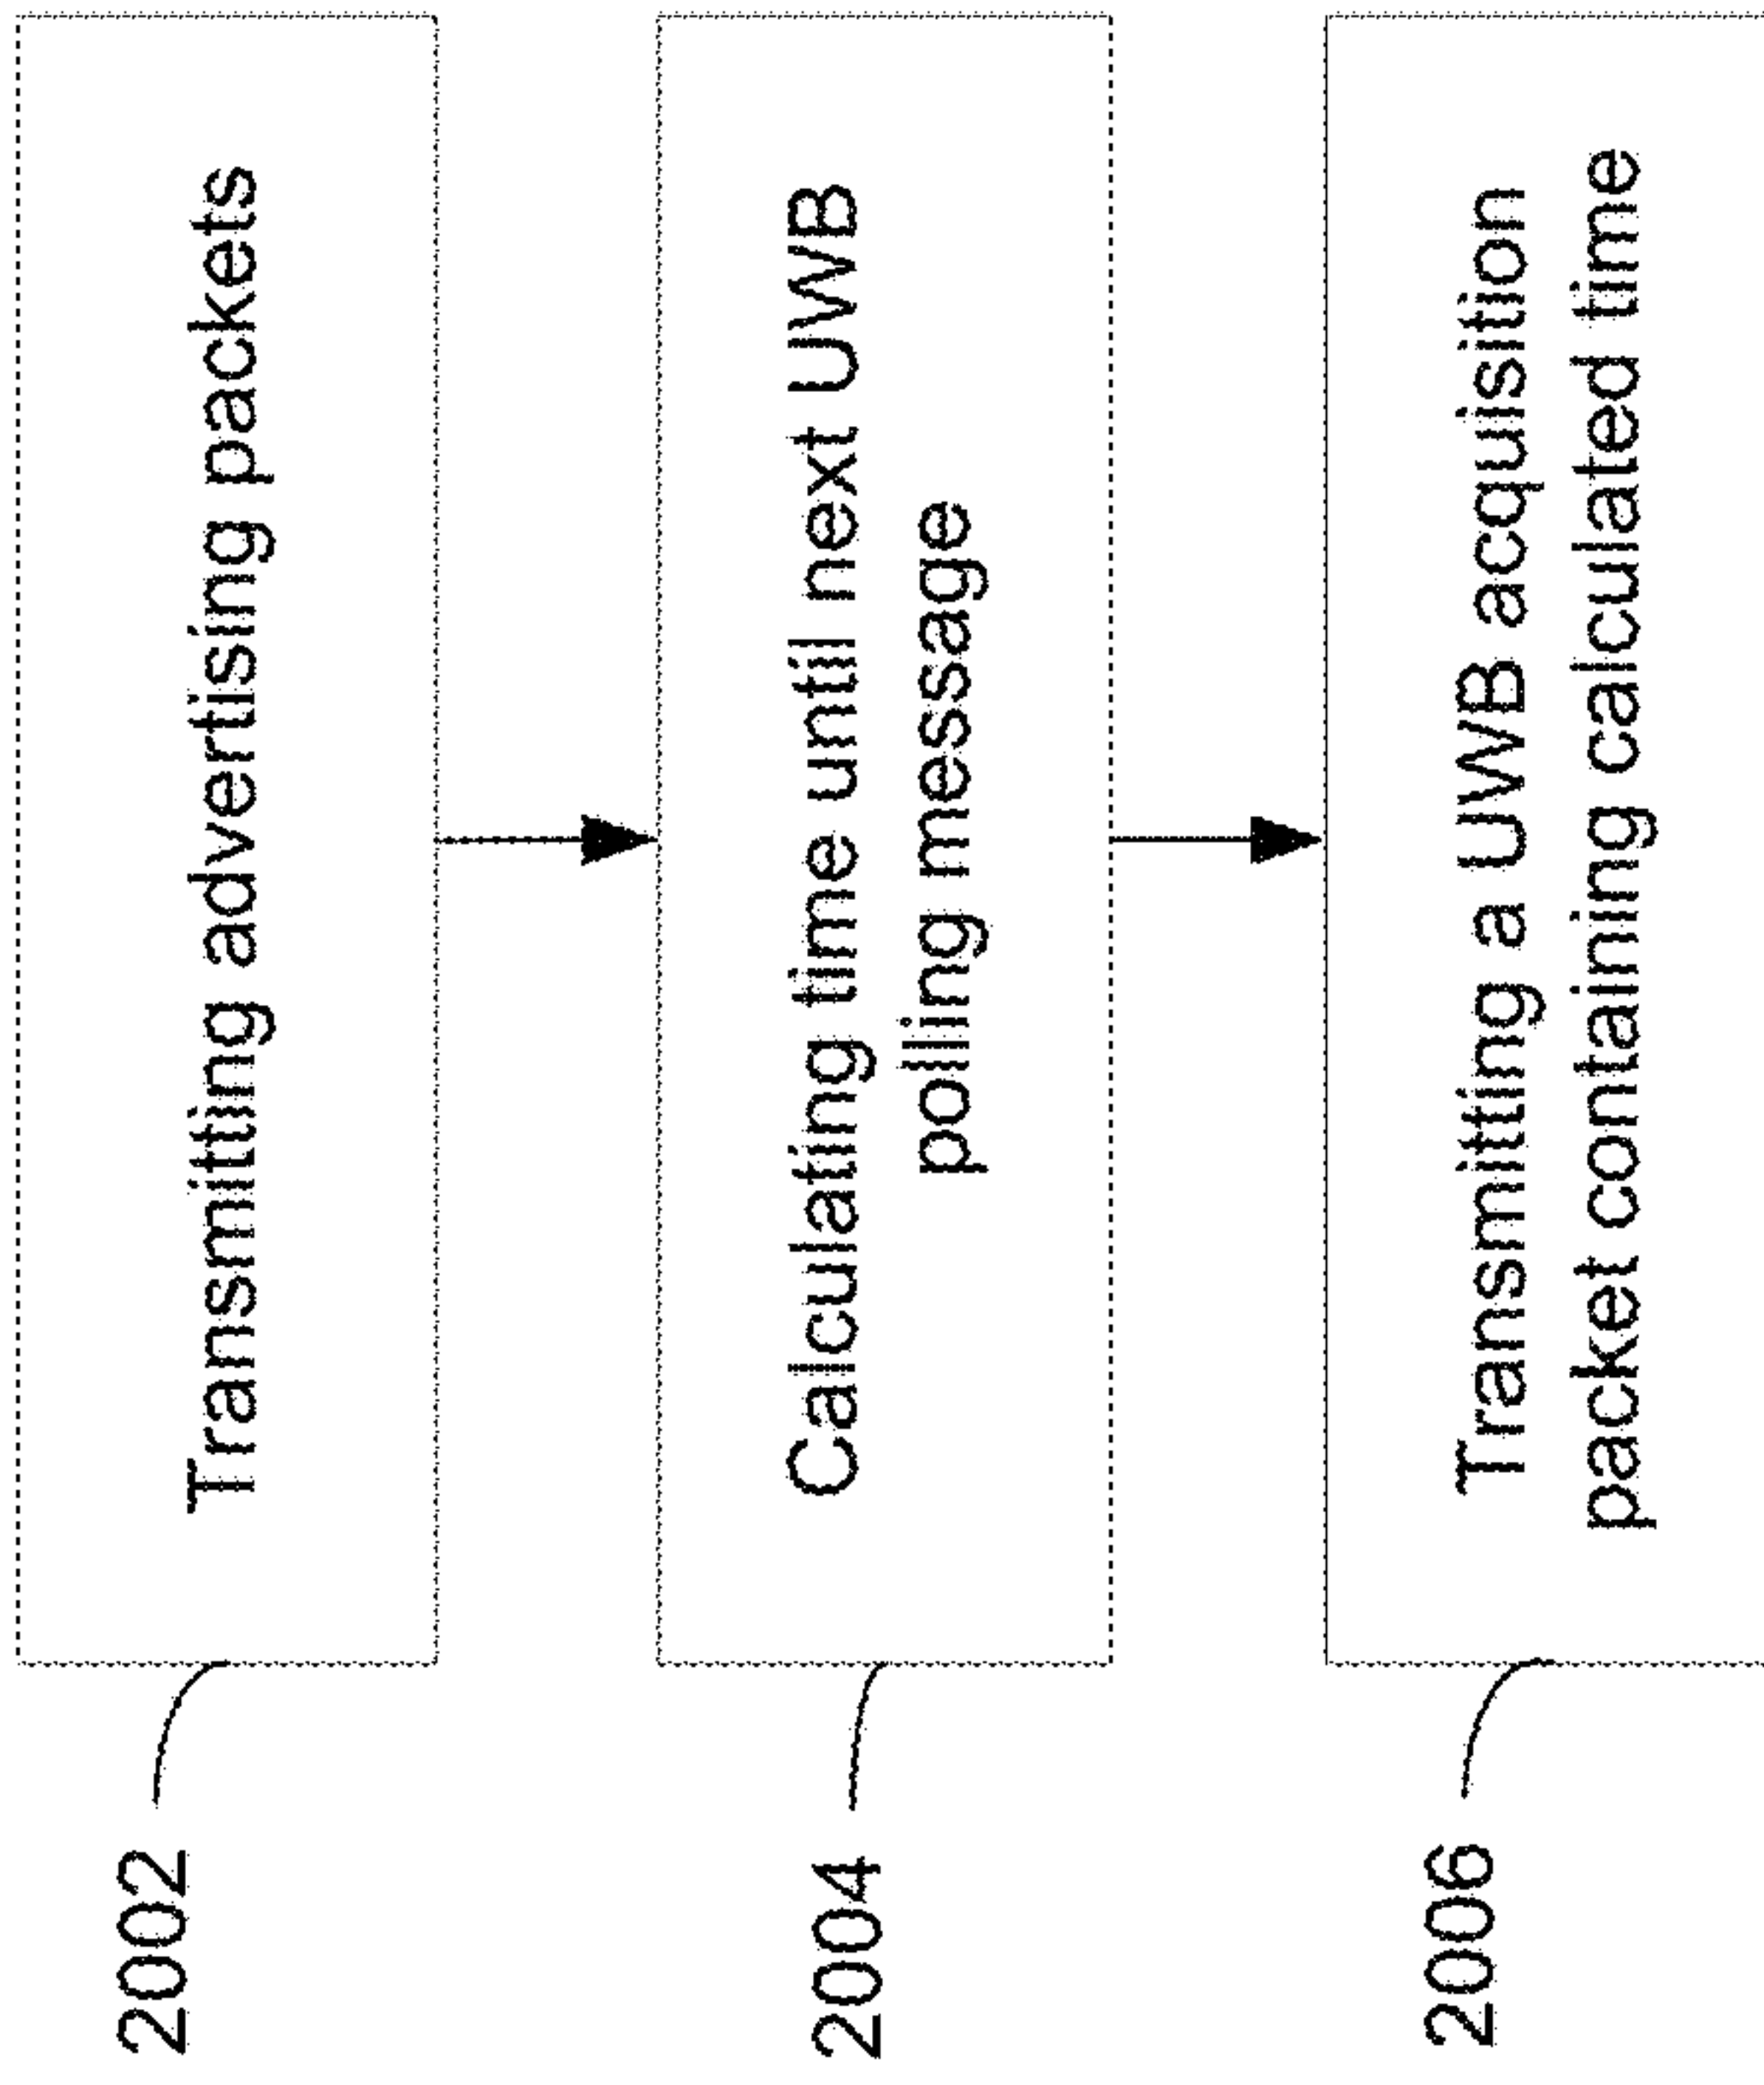 2002
Transmitting advertising packets
2004
Calculating time until next UWB
polling message
2006
Transmitting a UWB acquisition
packet containing calculated time